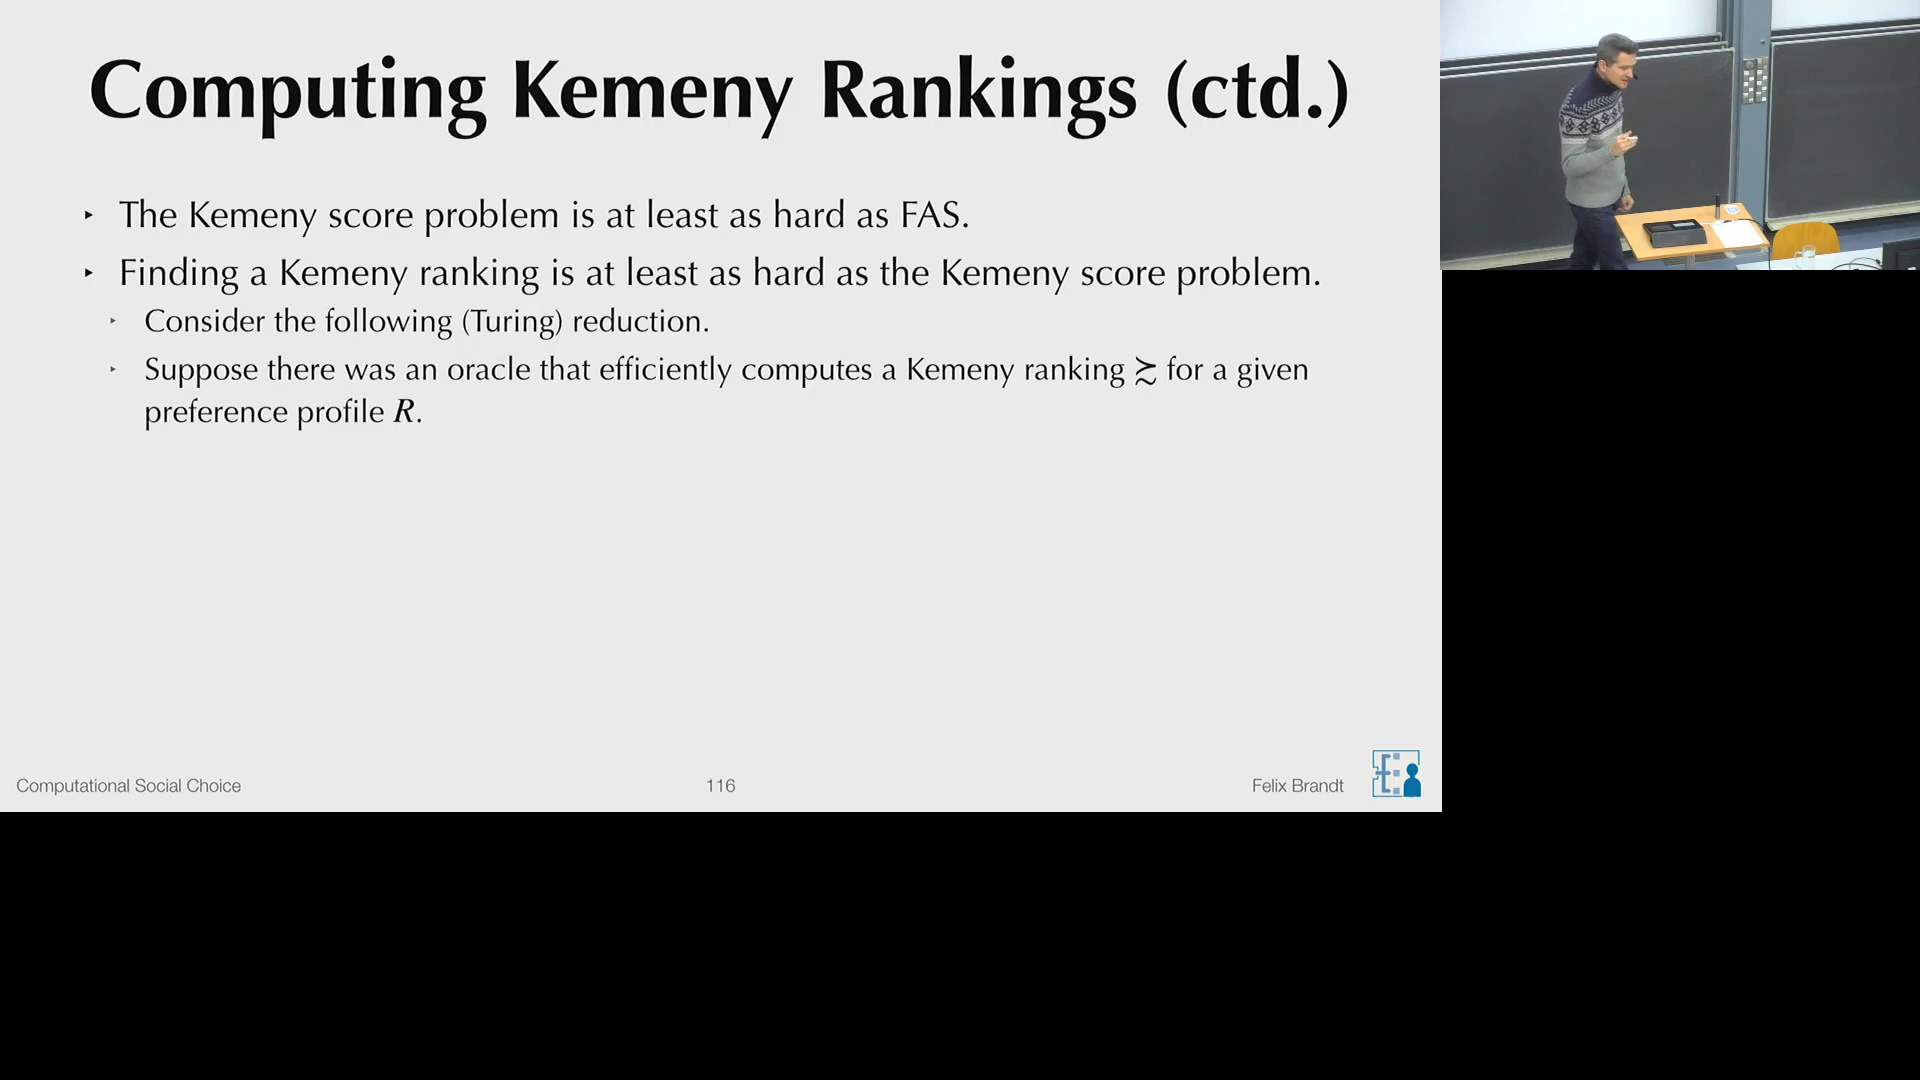 Computing Kemeny Rankings (ctd.)
‣ The Kemeny score problem is at least as hard as FAS.
‣ Finding a Kemeny ranking is at least as hard as the Kemeny score problem.
‣ Consider the following (Turing) reduction.
‣ Suppose there was an oracle that efficiently computes a Kemeny ranking ≿ for a given
preference profile R.
Computational Social Choice
116
Felix Brandt